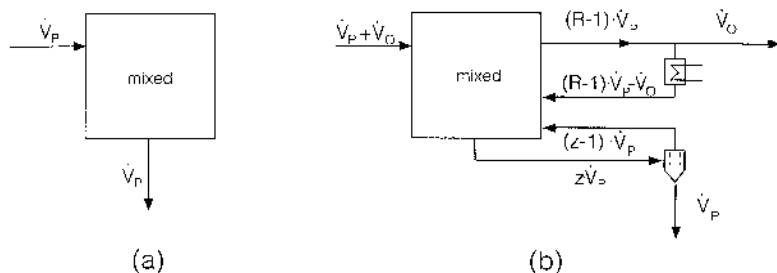 V̇P
mixed
V̇P
(a)
V̇P+V̇O
mixed
(R-1)·V̇P
V̇O
(R-1)·V̇P-V̇O
(z-1)·V̇P
zV̇P
V̇P
(b)